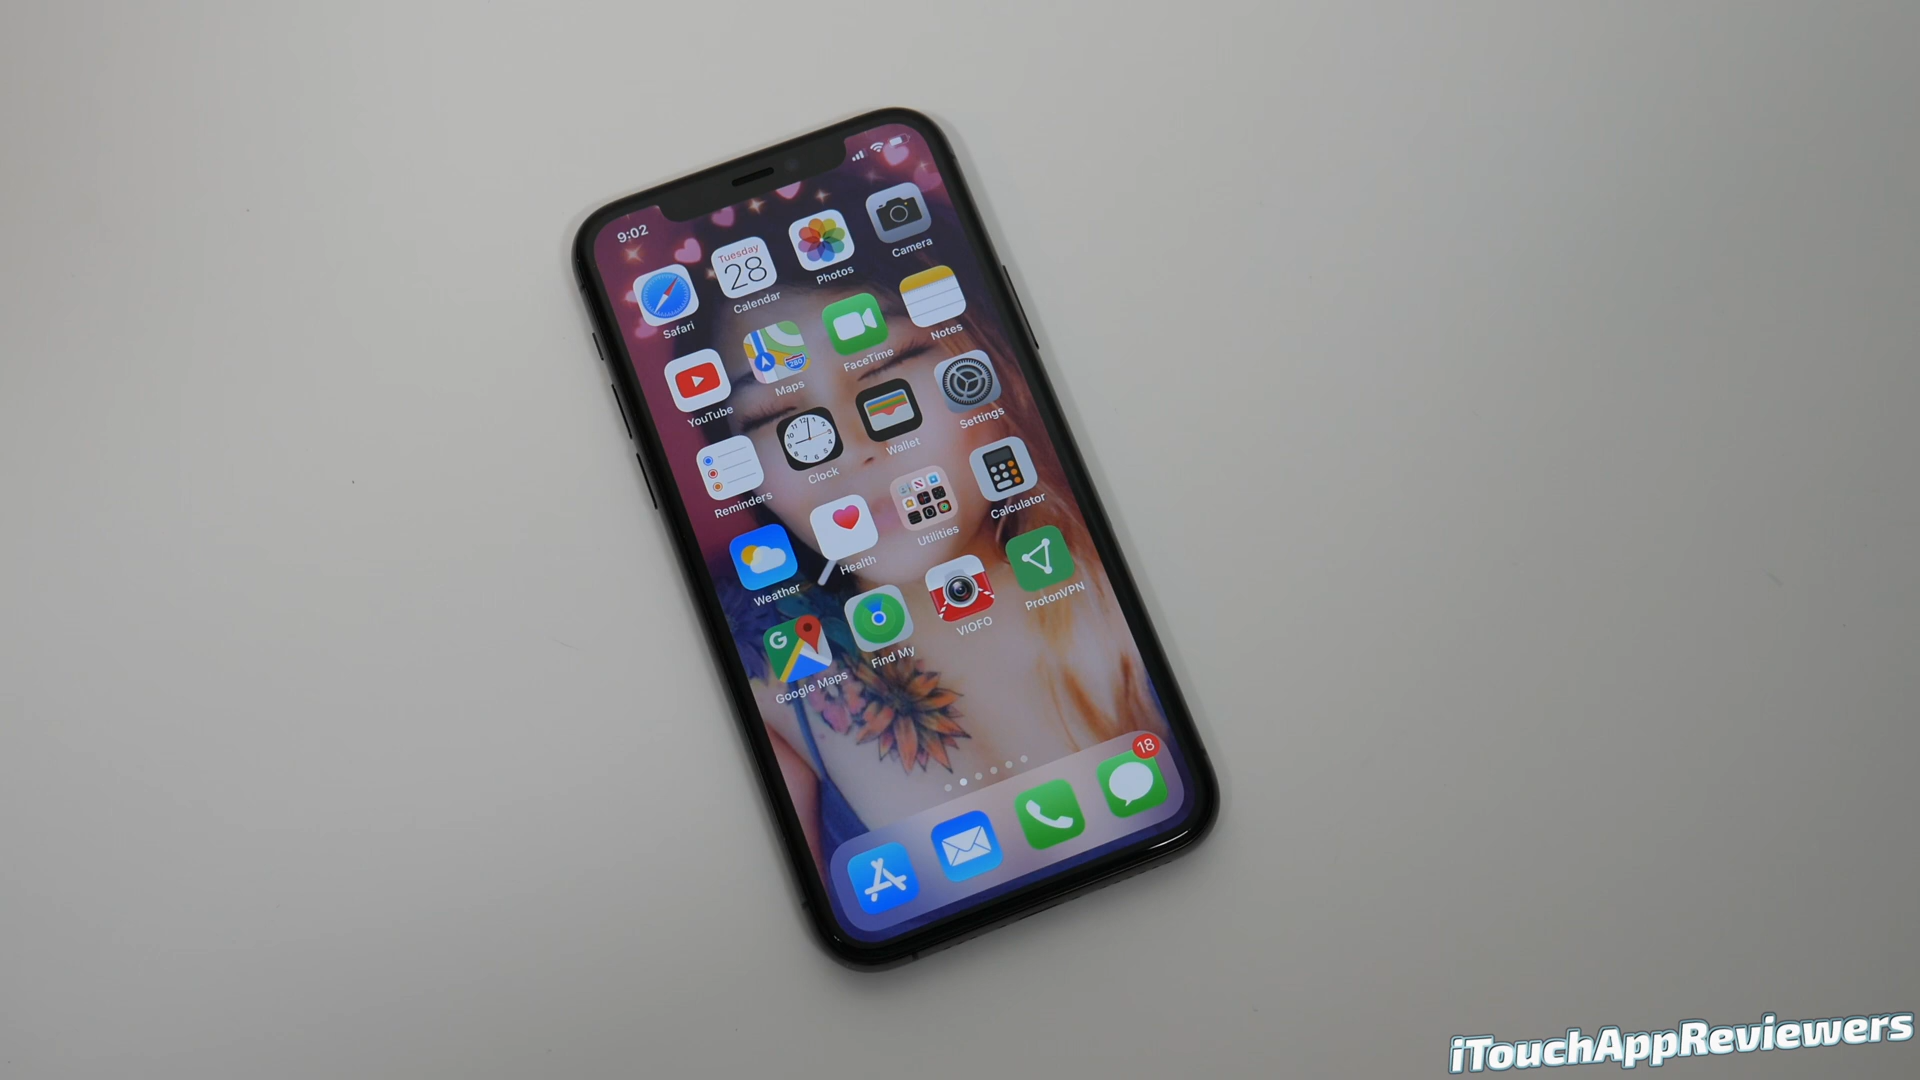 9:02
Safari
Tuesday
28
Calendar
Photos
Camera
YouTube
Maps
280
FaceTime
Notes
Reminders
Clock
Wallet
Settings
Weather
Health
Utilities
Calculator
G
Google Maps
Find My
VIOFO
ProtonVPN
18
iTouchAppReviewers